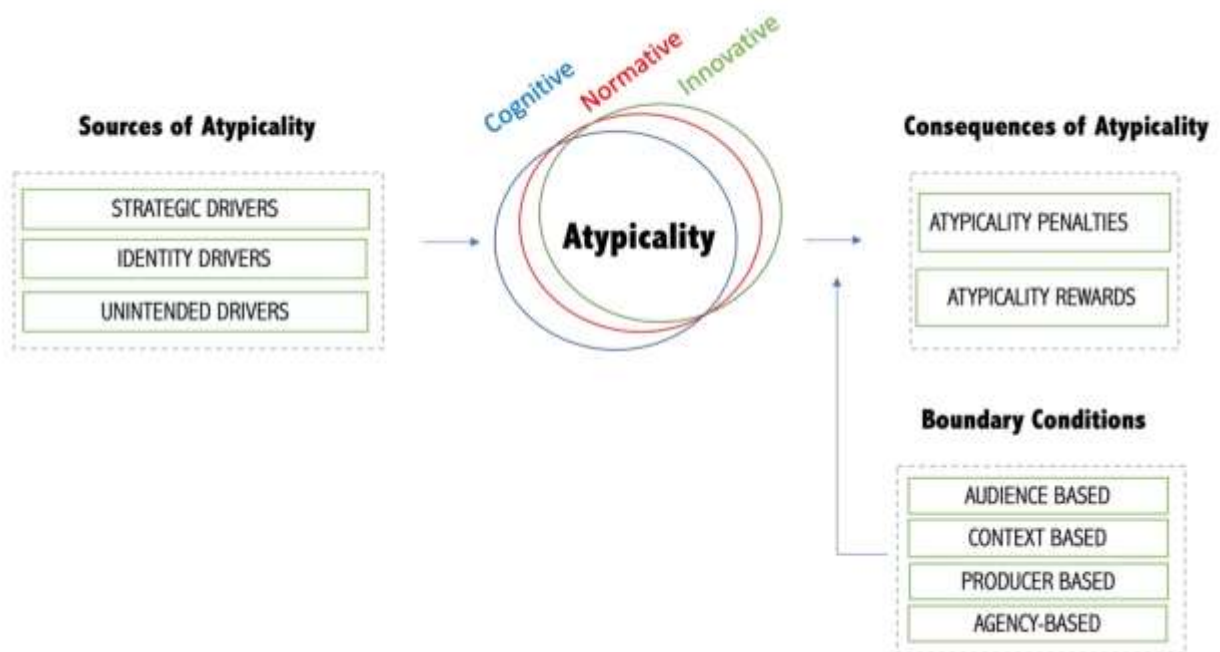 Cognitive
Normative
Innovative
Sources of Atypicality
STRATEGIC DRIVERS
IDENTITY DRIVERS
UNINTENDED DRIVERS
Atypicality
Consequences of Atypicality
ATYPICALITY PENALTIES
ATYPICALITY REWARDS
Boundary Conditions
AUDIENCE BASED
CONTEXT BASED
PRODUCER BASED
AGENCY-BASED